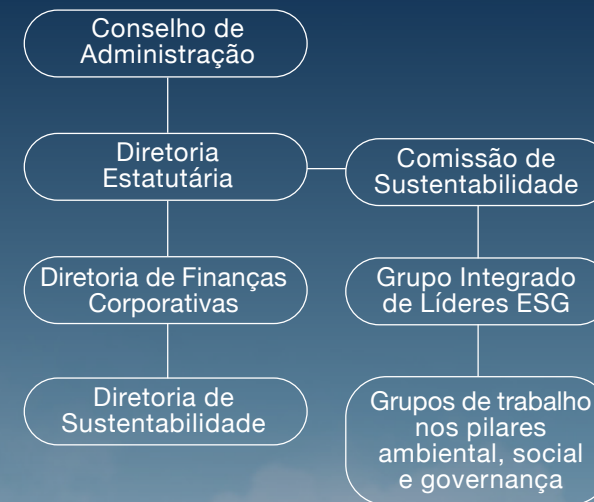 Conselho de
Administração
Diretoria
Estatutária
Comissão de
Sustentabilidade
Diretoria de Finanças
Corporativas
Grupo Integrado
de Líderes ESG
Diretoria de
Sustentabilidade
Grupos de trabalho
nos pilares
ambiental, social
e governança